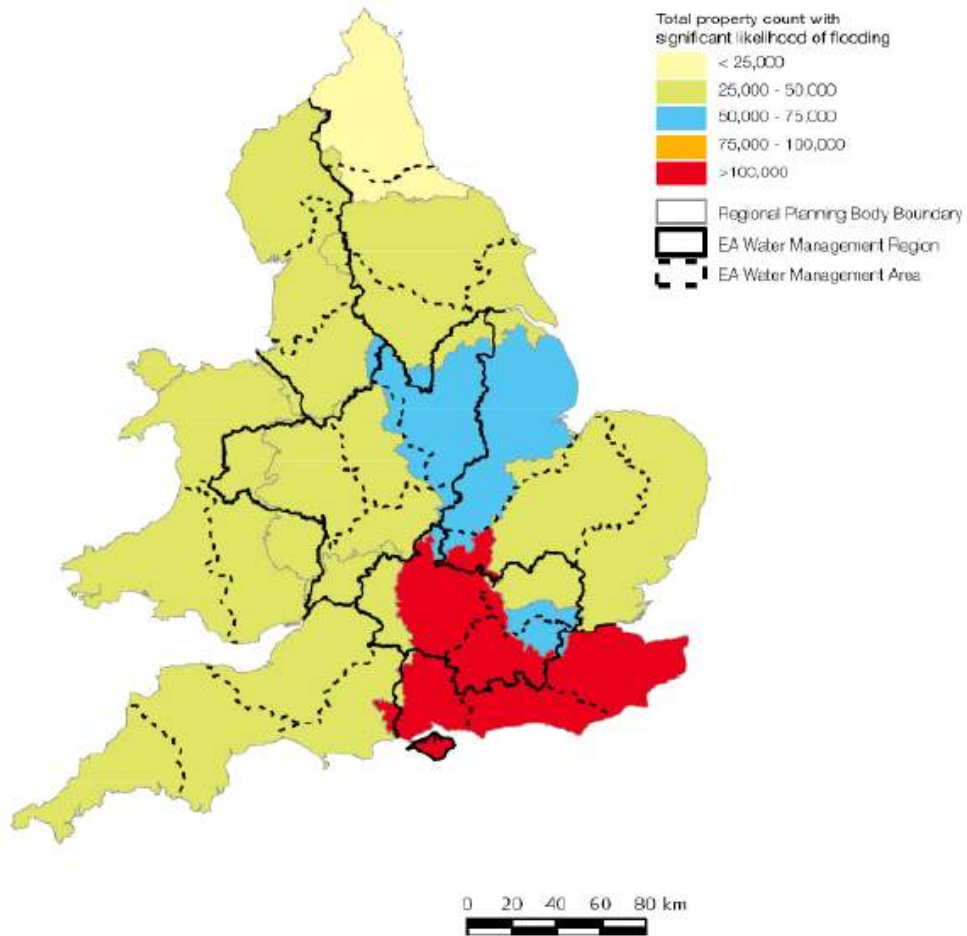 Total property count with
significant likelihood of flooding
< 25,000
25,000 - 50,000
50,000 - 75,000
75,000 - 100,000
>100,000
Regional Planning Body Boundary
EA Water Management Region
EA Water Management Area
0 20 40 60 80 km